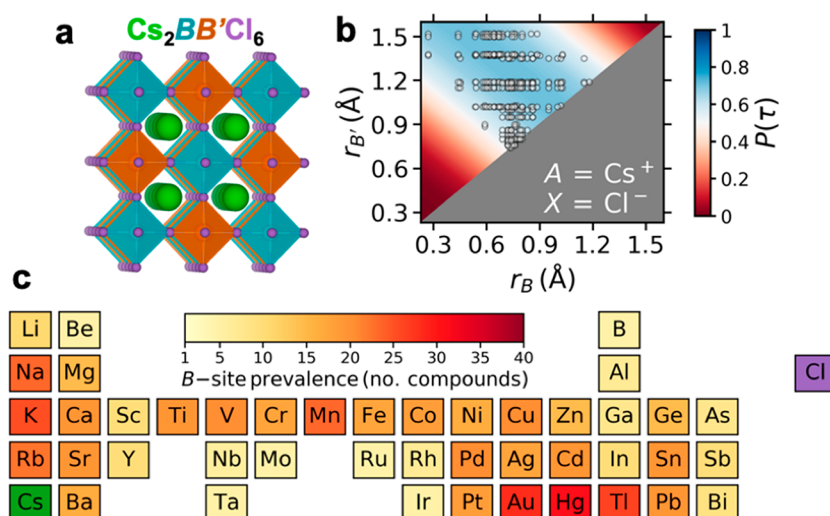 a
Cs₂BB'Cl₆
b
1.5
1.2
0.9
0.6
0.3
r_B' (Å)
0.3 0.6 0.9 1.2 1.5
r_B (Å)
A = Cs⁺
X = Cl⁻
1
0.8
0.6
0.4
0.2
0
P(τ)
c
1 5 10 15 20 25 30 35 40
B−site prevalence (no. compounds)
Li Be B
Na Mg Al Cl
K Ca Sc Ti V Cr Mn Fe Co Ni Cu Zn Ga Ge As
Rb Sr Y Nb Mo Ru Rh Pd Ag Cd In Sn Sb
Cs Ba Ta Ir Pt Au Hg Tl Pb Bi